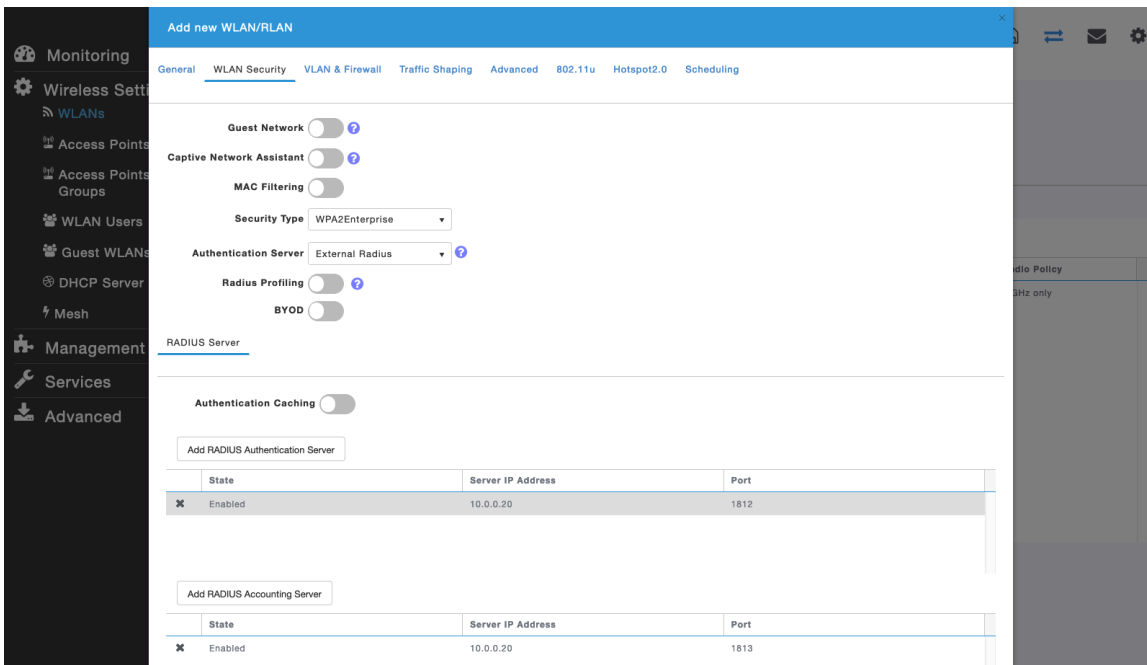 Add new WLAN/RLAN
×
Monitoring
Wireless Setti
WLANs
Access Points
Access Points
Groups
WLAN Users
Guest WLANs
DHCP Server
Mesh
Management
Services
Advanced
General WLAN Security VLAN & Firewall Traffic Shaping Advanced 802.11u Hotspot2.0 Scheduling
Guest Network ?
Captive Network Assistant ?
MAC Filtering
Security Type WPA2Enterprise
Authentication Server External Radius ?
Radius Profiling ?
BYOD
RADIUS Server
Authentication Caching
Add RADIUS Authentication Server
State Server IP Address Port
Enabled 10.0.0.20 1812
Add RADIUS Accounting Server
State Server IP Address Port
Enabled 10.0.0.20 1813
dio Policy
GHz only